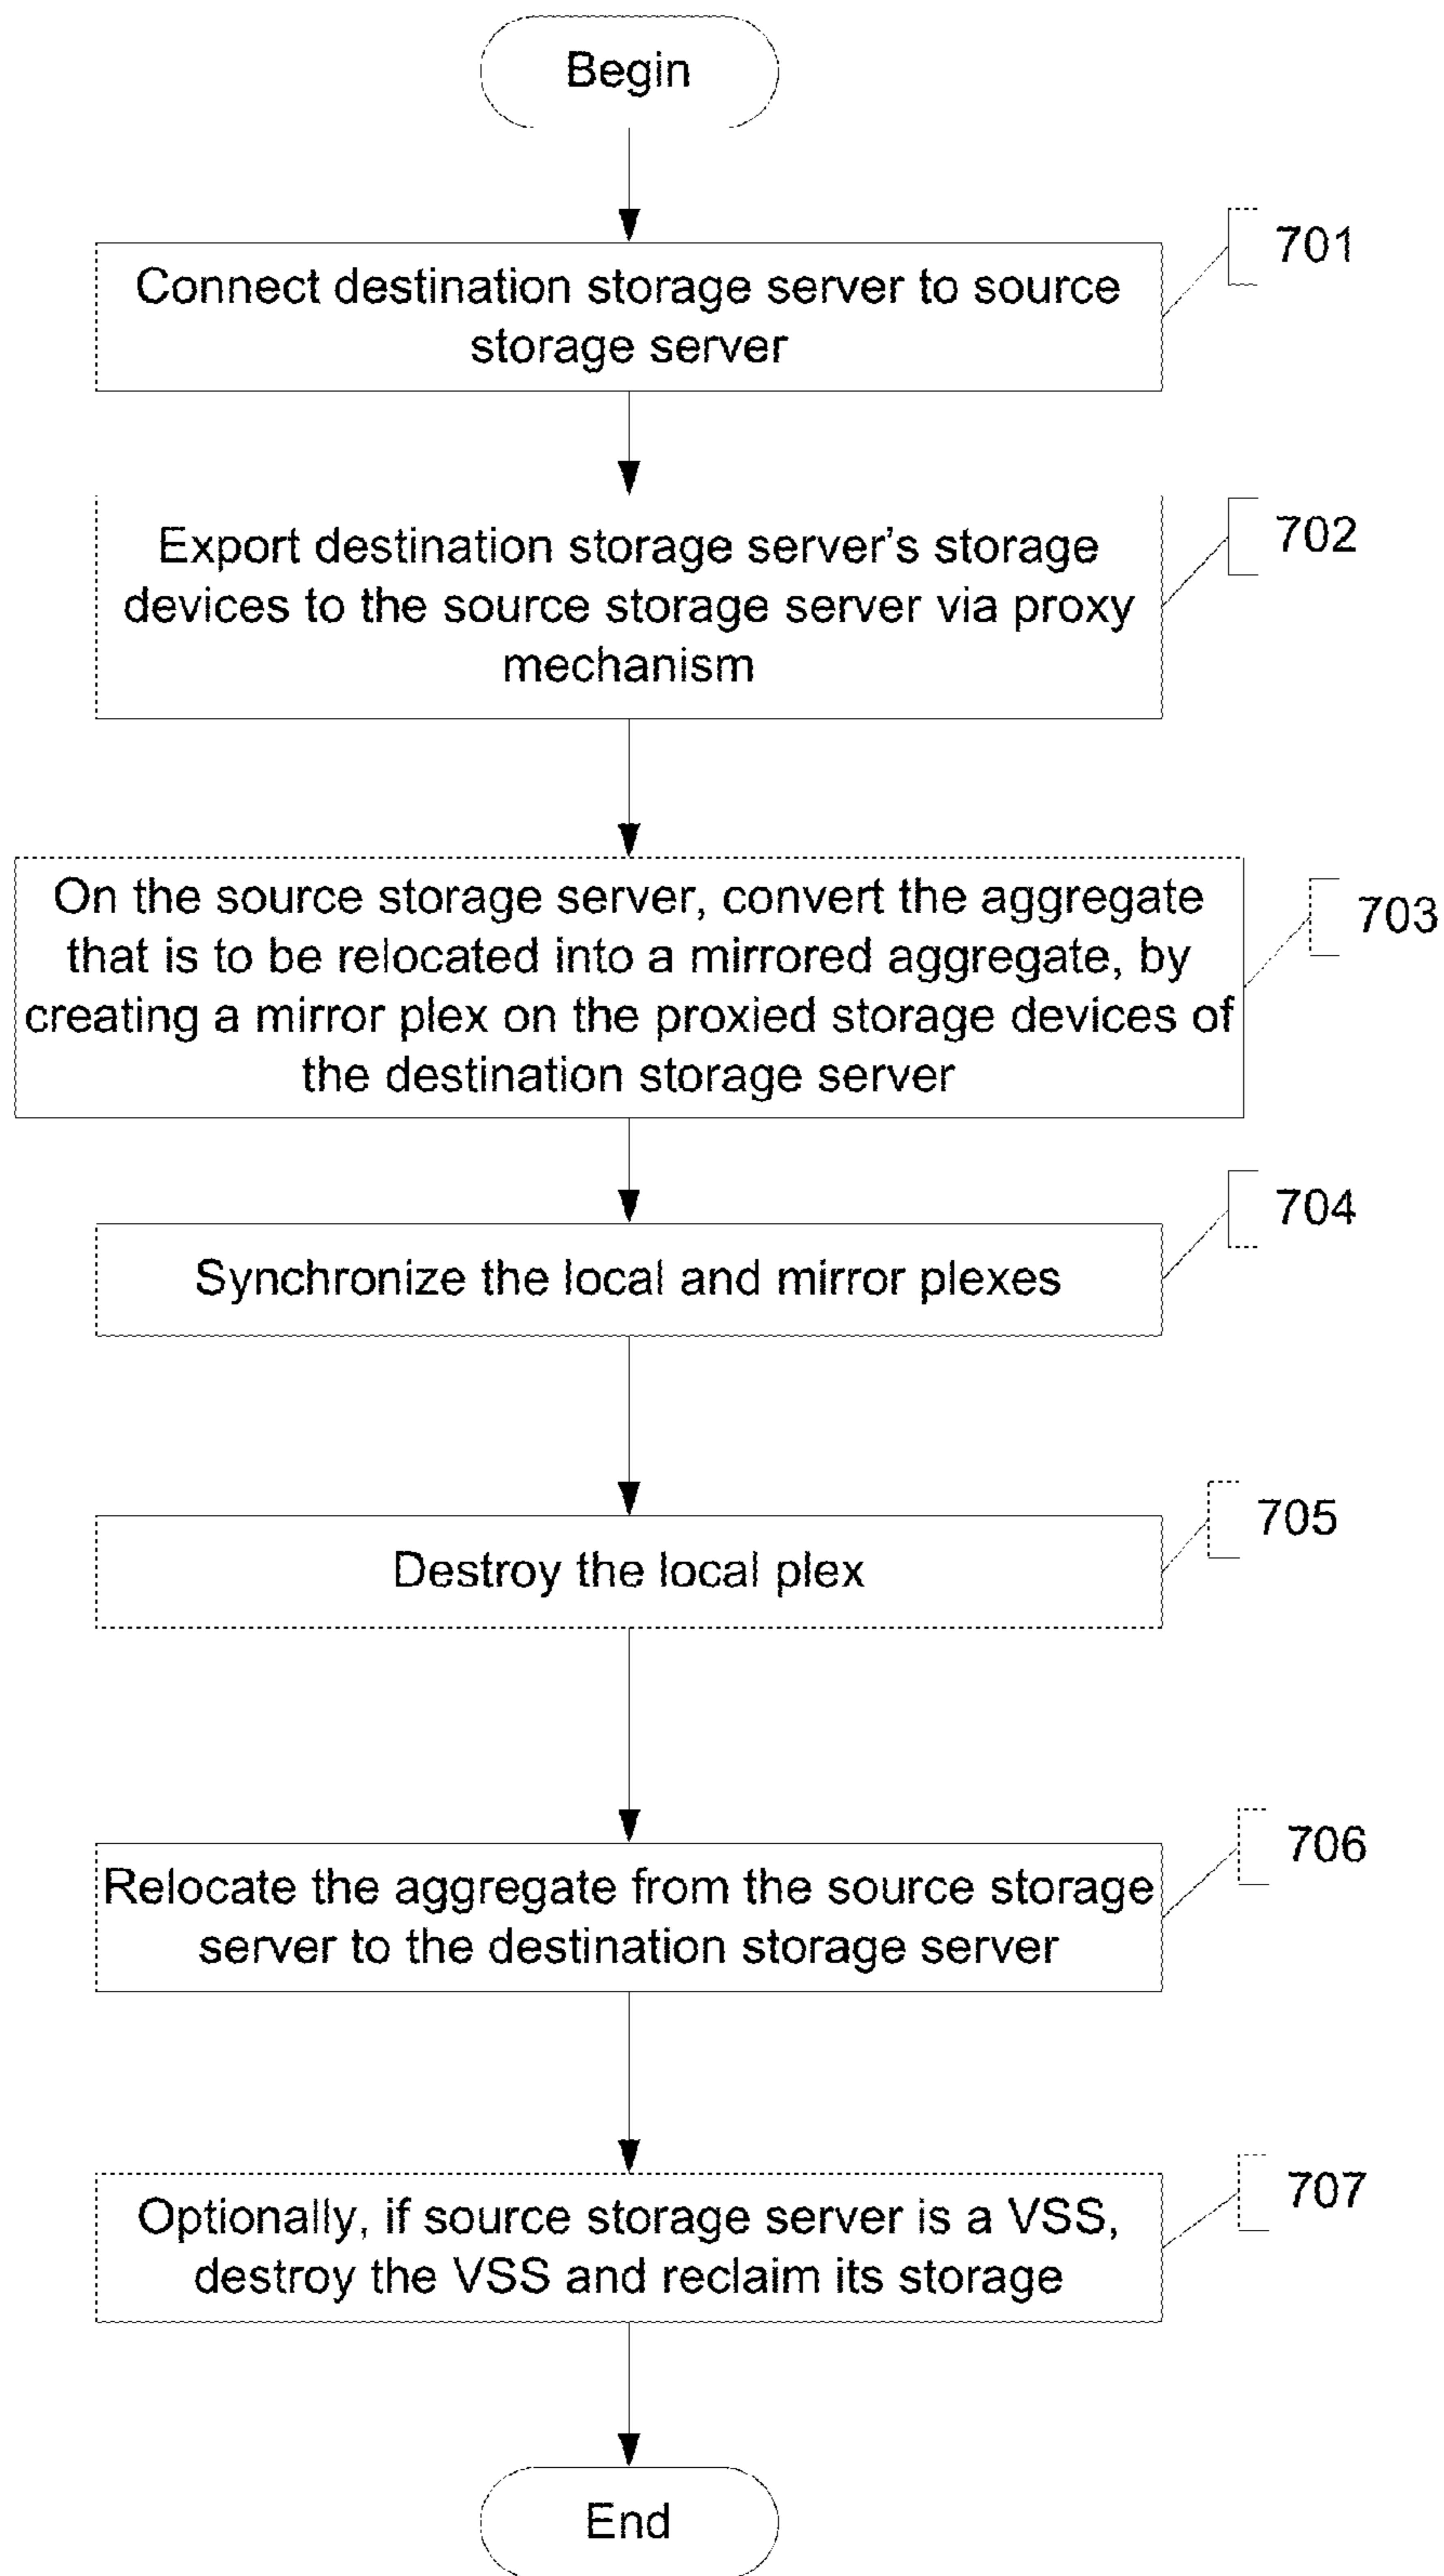 Begin
701
Connect destination storage server to source
storage server
702
Export destination storage server's storage
devices to the source storage server via proxy
mechanism
703
On the source storage server, convert the aggregate
that is to be relocated into a mirrored aggregate, by
creating a mirror plex on the proxied storage devices of
the destination storage server
704
Synchronize the local and mirror plexes
705
Destroy the local plex
706
Relocate the aggregate from the source storage
server to the destination storage server
707
Optionally, if source storage server is a VSS,
destroy the VSS and reclaim its storage
End